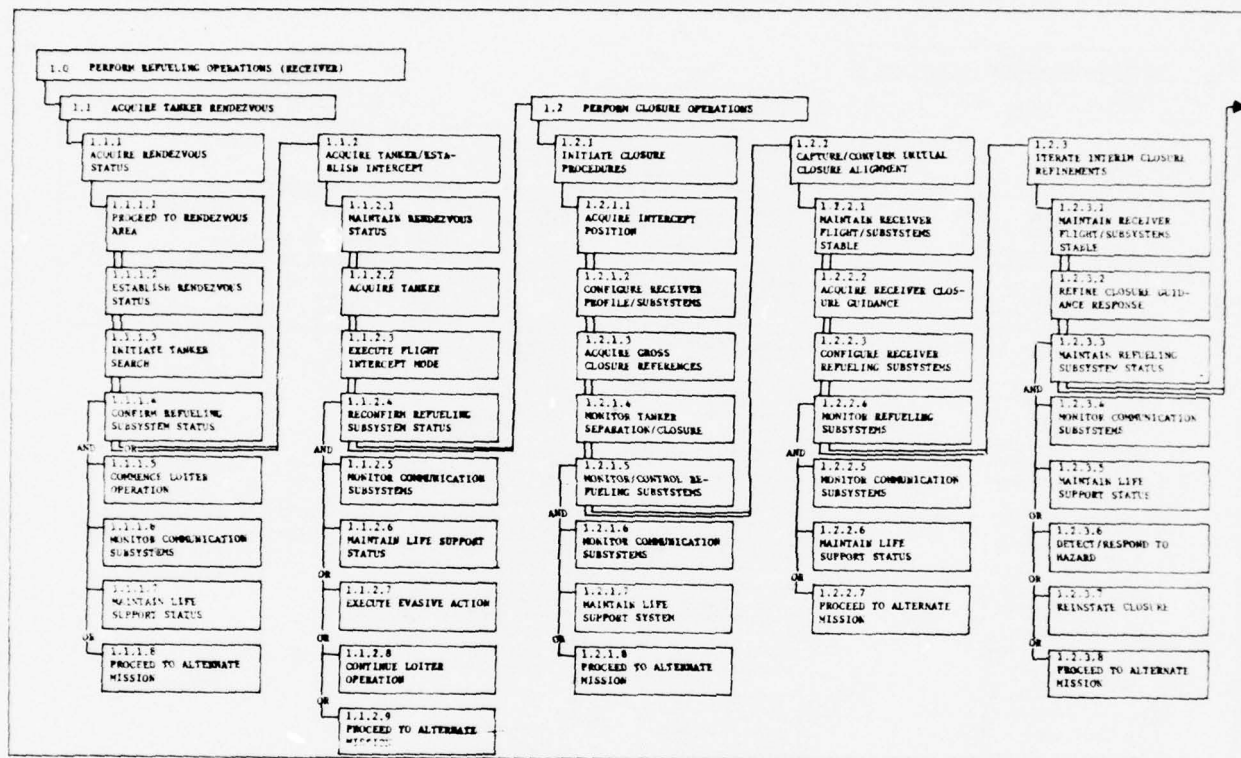 1.0 PERFORM REFUELING OPERATIONS (RECEIVER)
1.1 ACQUIRE TANKER RENDEZVOUS
1.1.1
ACQUIRE RENDEZVOUS
STATUS
1.1.1.1
PROCEED TO RENDEZVOUS
AREA
1.1.1.2
ESTABLISH RENDEZVOUS
STATUS
1.1.1.3
INITIATE TANKER
SEARCH
1.1.1.4
CONFIRM REFUELING
SUBSYSTEM STATUS
AND
OR
1.1.1.5
COMMENCE LOITER
OPERATION
1.1.1.6
MONITOR COMMUNICATION
SUBSYSTEMS
1.1.1.7
MAINTAIN LIFE
SUPPORT STATUS
OR
1.1.1.8
PROCEED TO ALTERNATE
MISSION
1.1.2
ACQUIRE TANKER/ESTA-
BLISH INTERCEPT
1.1.2.1
MAINTAIN RENDEZVOUS
STATUS
1.1.2.2
ACQUIRE TANKER
1.1.2.3
EXECUTE FLIGHT
INTERCEPT MODE
1.1.2.4
RECONFIRM REFUELING
SUBSYSTEM STATUS
AND
1.1.2.5
MONITOR COMMUNICATION
SUBSYSTEMS
1.1.2.6
MAINTAIN LIFE SUPPORT
STATUS
OR
1.1.2.7
EXECUTE EVASIVE ACTION
OR
1.1.2.8
CONTINUE LOITER
OPERATION
OR
1.1.2.9
PROCEED TO ALTERNATE
MISSION
1.2 PERFORM CLOSURE OPERATIONS
1.2.1
INITIATE CLOSURE
PROCEDURES
1.2.1.1
ACQUIRE INTERCEPT
POSITION
1.2.1.2
CONFIGURE RECEIVER
PROFILE/SUBSYSTEMS
1.2.1.3
ACQUIRE GROSS
CLOSURE REFERENCES
1.2.1.4
MONITOR TANKER
SEPARATION/CLOSURE
1.2.1.5
MONITOR/CONTROL RE-
FUELING SUBSYSTEMS
AND
1.2.1.6
MONITOR COMMUNICATION
SUBSYSTEMS
1.2.1.7
MAINTAIN LIFE
SUPPORT SYSTEM
OR
1.2.1.8
PROCEED TO ALTERNATE
MISSION
1.2.2
CAPTURE/CONFIRM INITIAL
CLOSURE ALIGNMENT
1.2.2.1
MAINTAIN RECEIVER
FLIGHT/SUBSYSTEMS
STABLE
1.2.2.2
ACQUIRE RECEIVER CLOS-
URE GUIDANCE
1.2.2.3
CONFIGURE RECEIVER
REFUELING SUBSYSTEMS
1.2.2.4
MONITOR REFUELING
SUBSYSTEMS
AND
1.2.2.5
MONITOR COMMUNICATION
SUBSYSTEMS
1.2.2.6
MAINTAIN LIFE
SUPPORT STATUS
OR
1.2.2.7
PROCEED TO ALTERNATE
MISSION
1.2.3
ITERATE INTERIM CLOSURE
REFINEMENTS
1.2.3.1
MAINTAIN RECEIVER
FLIGHT/SUBSYSTEMS
STABLE
1.2.3.2
REFINE CLOSURE GUID-
ANCE RESPONSE
1.2.3.3
MAINTAIN REFUELING
SUBSYSTEM STATUS
AND
1.2.3.4
MONITOR COMMUNICATION
SUBSYSTEMS
1.2.3.5
MAINTAIN LIFE
SUPPORT STATUS
OR
1.2.3.6
DETECT/RESPOND TO
HAZARD
OR
1.2.3.7
REINSTATE CLOSURE
OR
1.2.3.8
PROCEED TO ALTERNATE
MISSION